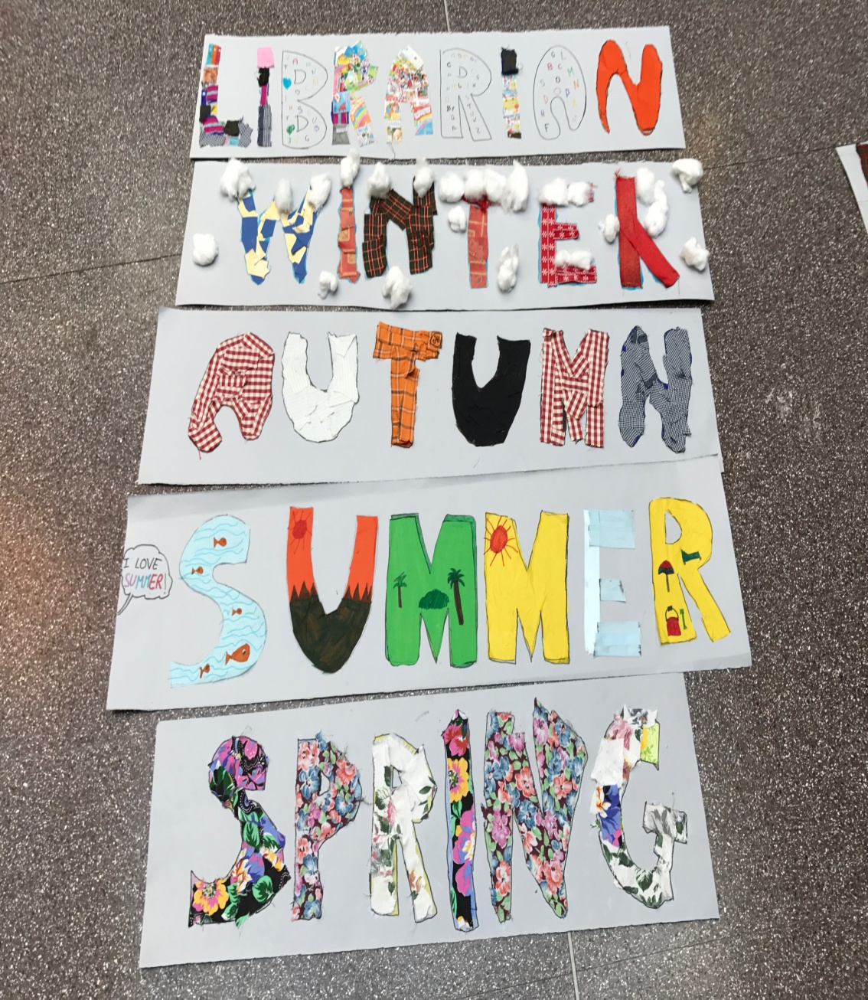 LIBRARIAN
WINTER
AUTUMN
I LOVE
SUMMER!
SUMMER
SPRING